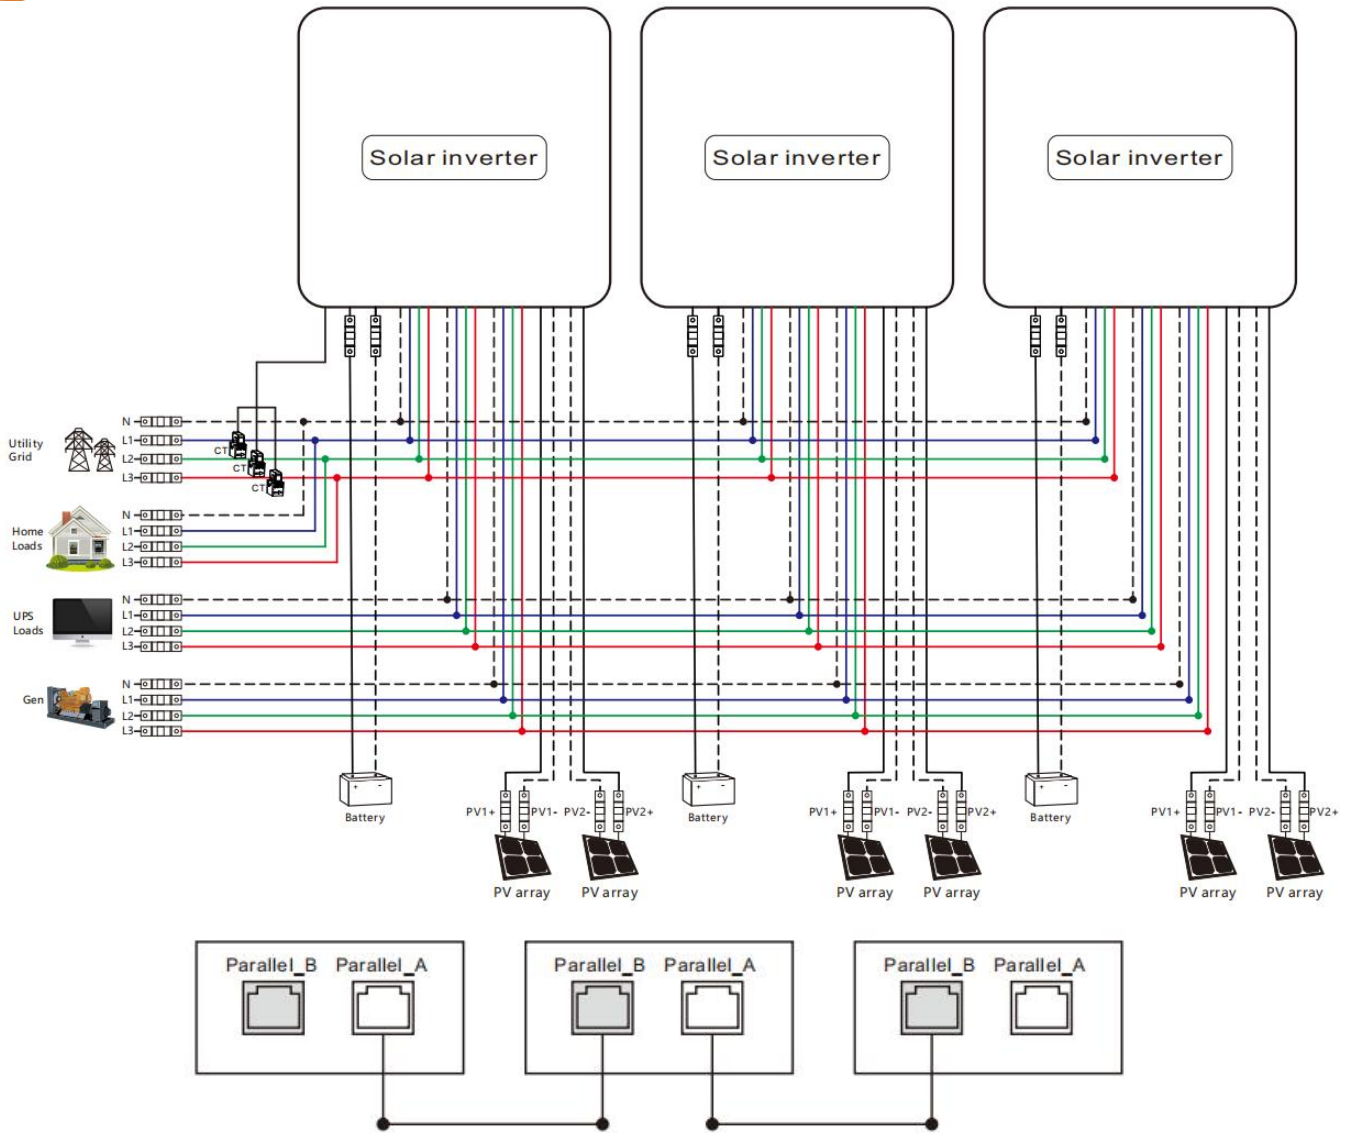 Solar inverter
Solar inverter
Solar inverter
Utility
Grid
N
L1
L2
L3
CT
CT
CT
Home
Loads
N
L1
L2
L3
UPS
Loads
N
L1
L2
L3
Gen
N
L1
L2
L3
+ -
Battery
PV1+ PV1- PV2- PV2+
PV array PV array
+ -
Battery
PV1+ PV1- PV2- PV2+
PV array PV array
+ -
Battery
PV1+ PV1- PV2- PV2+
PV array PV array
Parallel_B Parallel_A
Parallel_B Parallel_A
Parallel_B Parallel_A